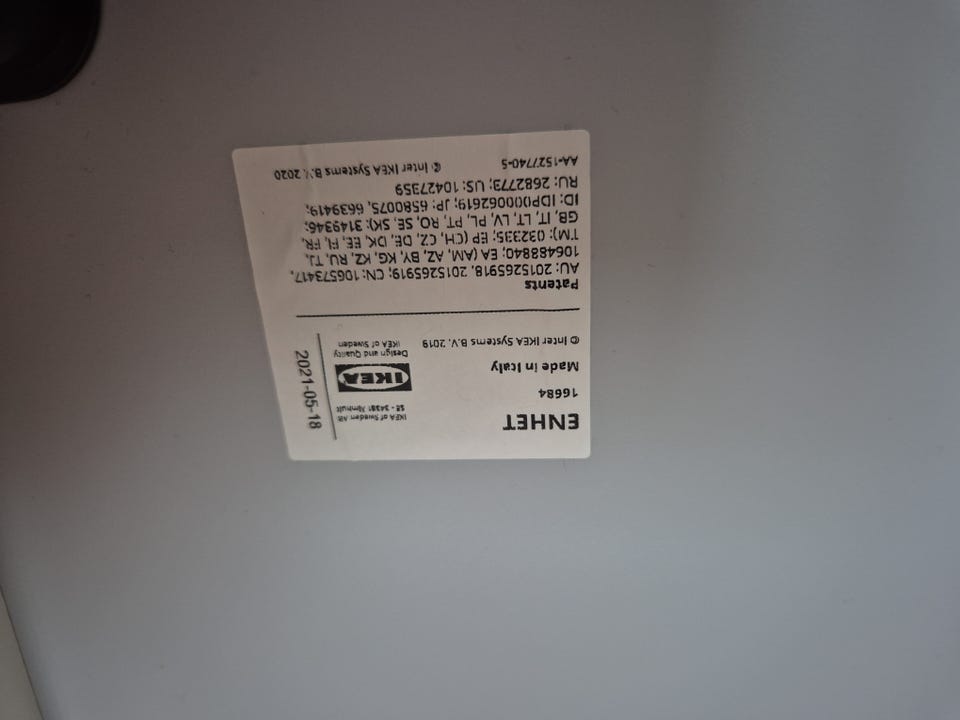 ENHET
16684
Made in Italy
© Inter IKEA Systems B.V. 2019
IKEA of Sweden AB
SE - 34381 Älmhult
IKEA
Design and Quality
IKEA of Sweden
2021-05-18
Patents
AU: 2015265918, 2015265919; CN: 106573417,
106488840; EA (AM, AZ, BY, KG, KZ, RU, TJ,
TM): 032335; EP (CH, CZ, DE, DK, EE, FI, FR,
GB, IT, LT, LV, PL, PT, RO, SE, SK): 3149346;
ID: IDP000062619; JP: 6580075, 6639419;
RU: 2682773; US: 10427359
AA-1527740-5
© Inter IKEA Systems B.V. 2020